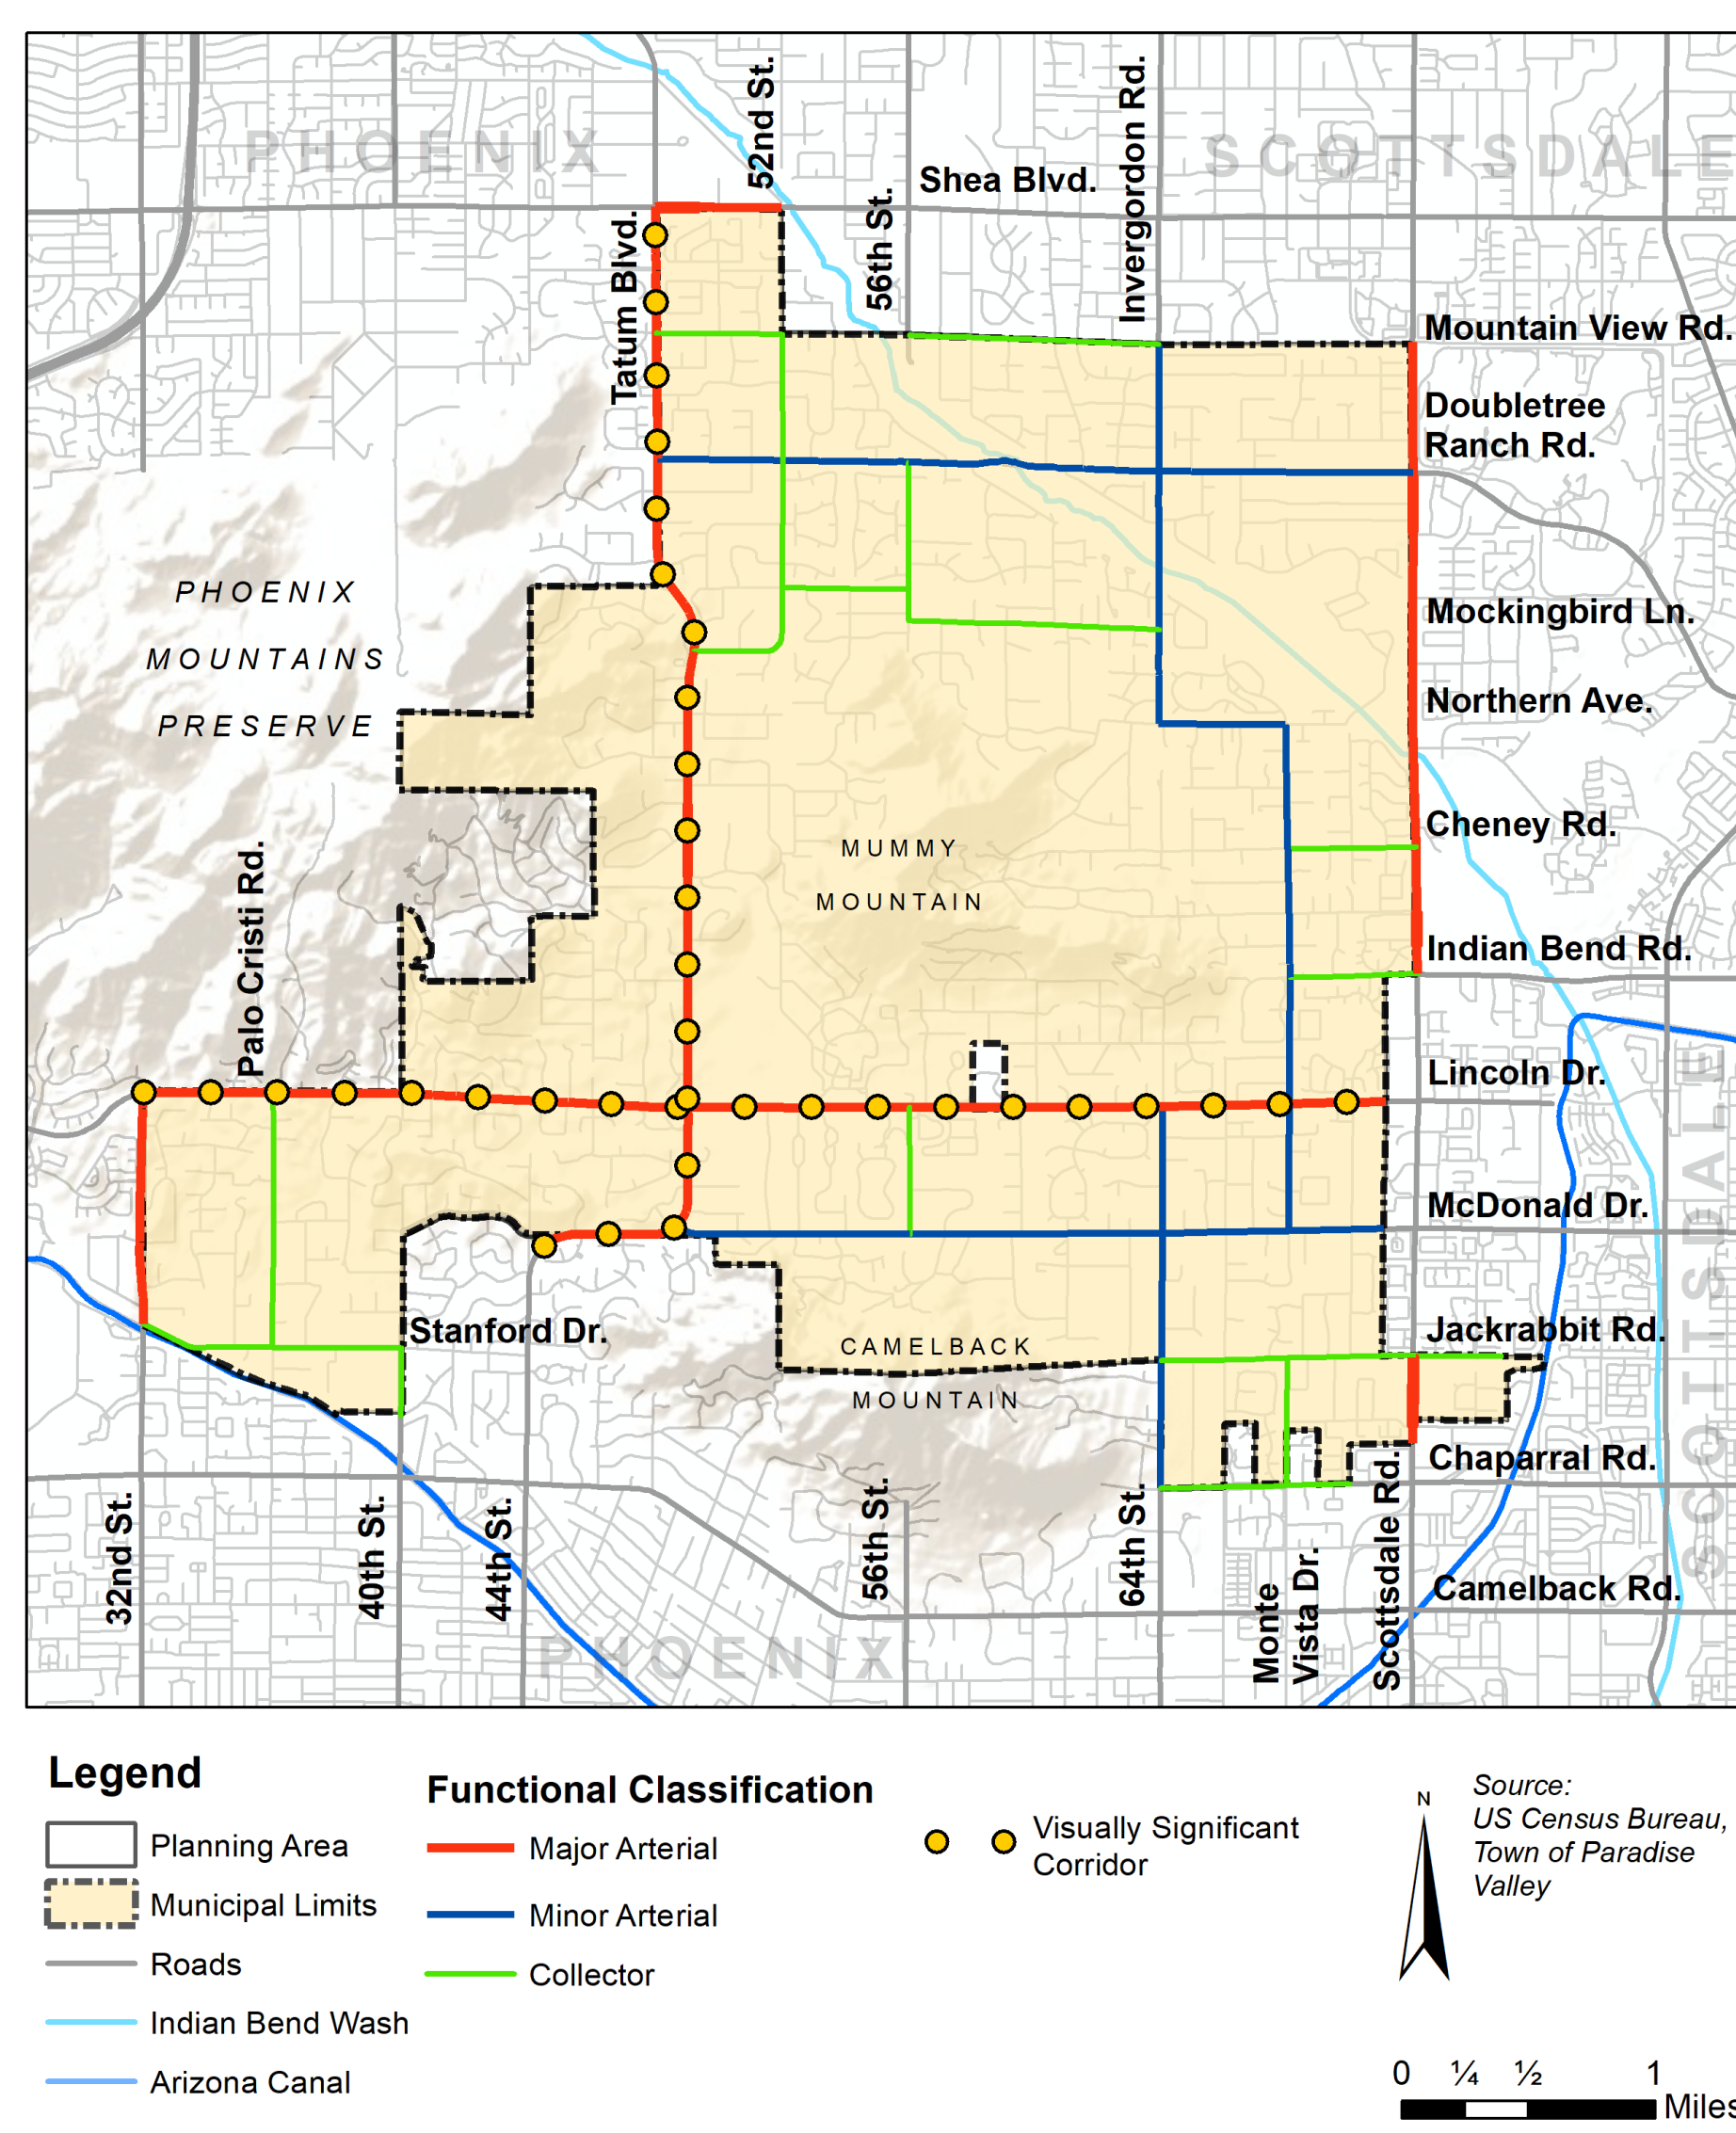 PHOENIX
SCOTTSDALE
52nd St.
Invergordon Rd.
Shea Blvd.
56th St.
Tatum Blvd.
Mountain View Rd.
Doubletree
Ranch Rd.
PHOENIX
MOUNTAINS
PRESERVE
Mockingbird Ln.
Northern Ave.
Cheney Rd.
MUMMY
MOUNTAIN
Palo Cristi Rd.
Indian Bend Rd.
Lincoln Dr.
McDonald Dr.
SCOTTSDALE
Stanford Dr.
Jackrabbit Rd.
CAMELBACK
MOUNTAIN
Chaparral Rd.
32nd St.
40th St.
44th St.
56th St.
64th St.
Monte
Vista Dr.
Scottsdale Rd.
Camelback Rd.
PHOENIX
Legend
Planning Area
Municipal Limits
Roads
Indian Bend Wash
Arizona Canal
Functional Classification
Major Arterial
Minor Arterial
Collector
Visually Significant
Corridor
N
Source:
US Census Bureau,
Town of Paradise
Valley
0 ¼ ½ 1
Miles